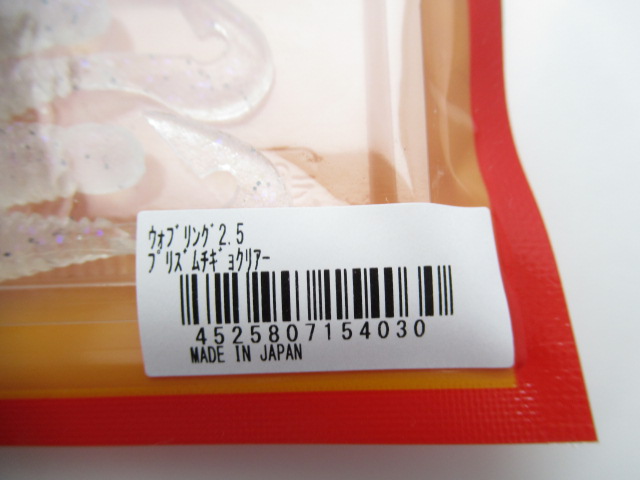 ｳｫﾌﾞﾘﾝｸﾞ2.5
ﾌﾟﾘｽﾞﾑﾁｷﾞｮｸﾘｱｰ
4525807154030
MADE IN JAPAN